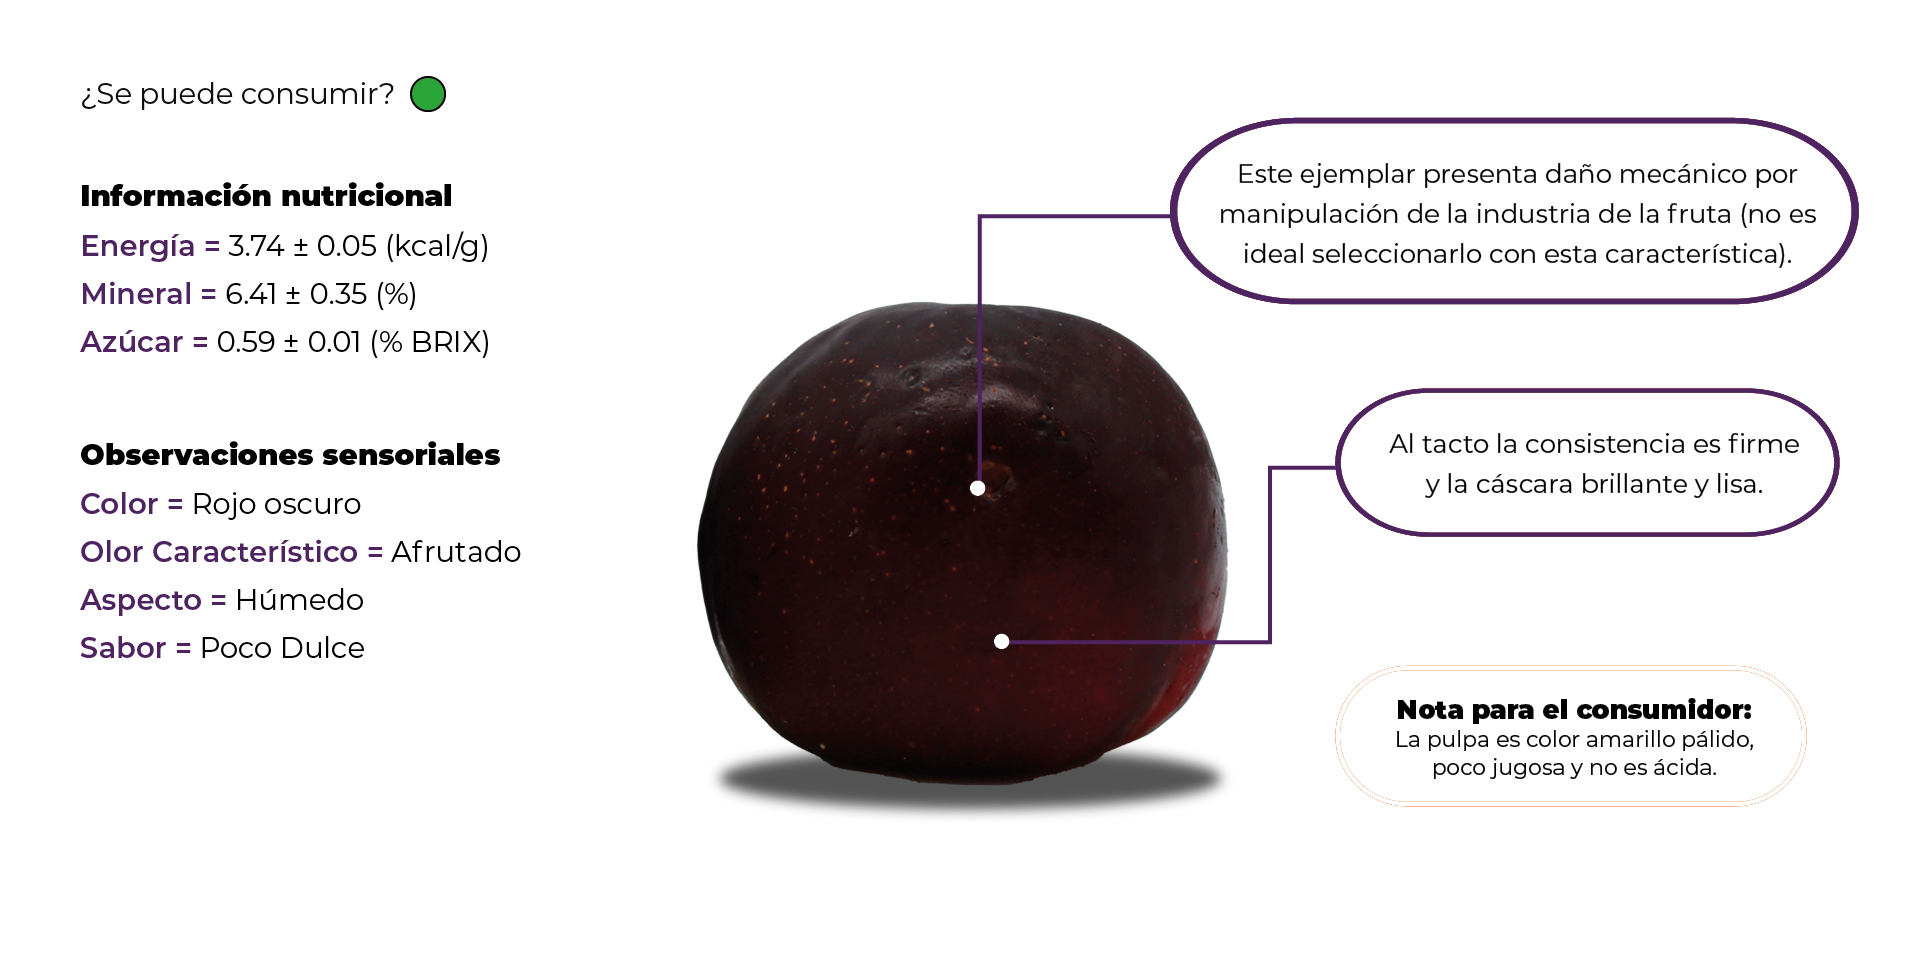 ¿Se puede consumir?
Información nutricional
Energía = 3.74 ± 0.05 (kcal/g)
Mineral = 6.41 ± 0.35 (%)
Azúcar = 0.59 ± 0.01 (% BRIX)
Observaciones sensoriales
Color = Rojo oscuro
Olor Característico = Afrutado
Aspecto = Húmedo
Sabor = Poco Dulce
Este ejemplar presenta daño mecánico por
manipulación de la industria de la fruta (no es
ideal seleccionarlo con esta característica).
Al tacto la consistencia es firme
y la cáscara brillante y lisa.
Nota para el consumidor:
La pulpa es color amarillo pálido,
poco jugosa y no es ácida.